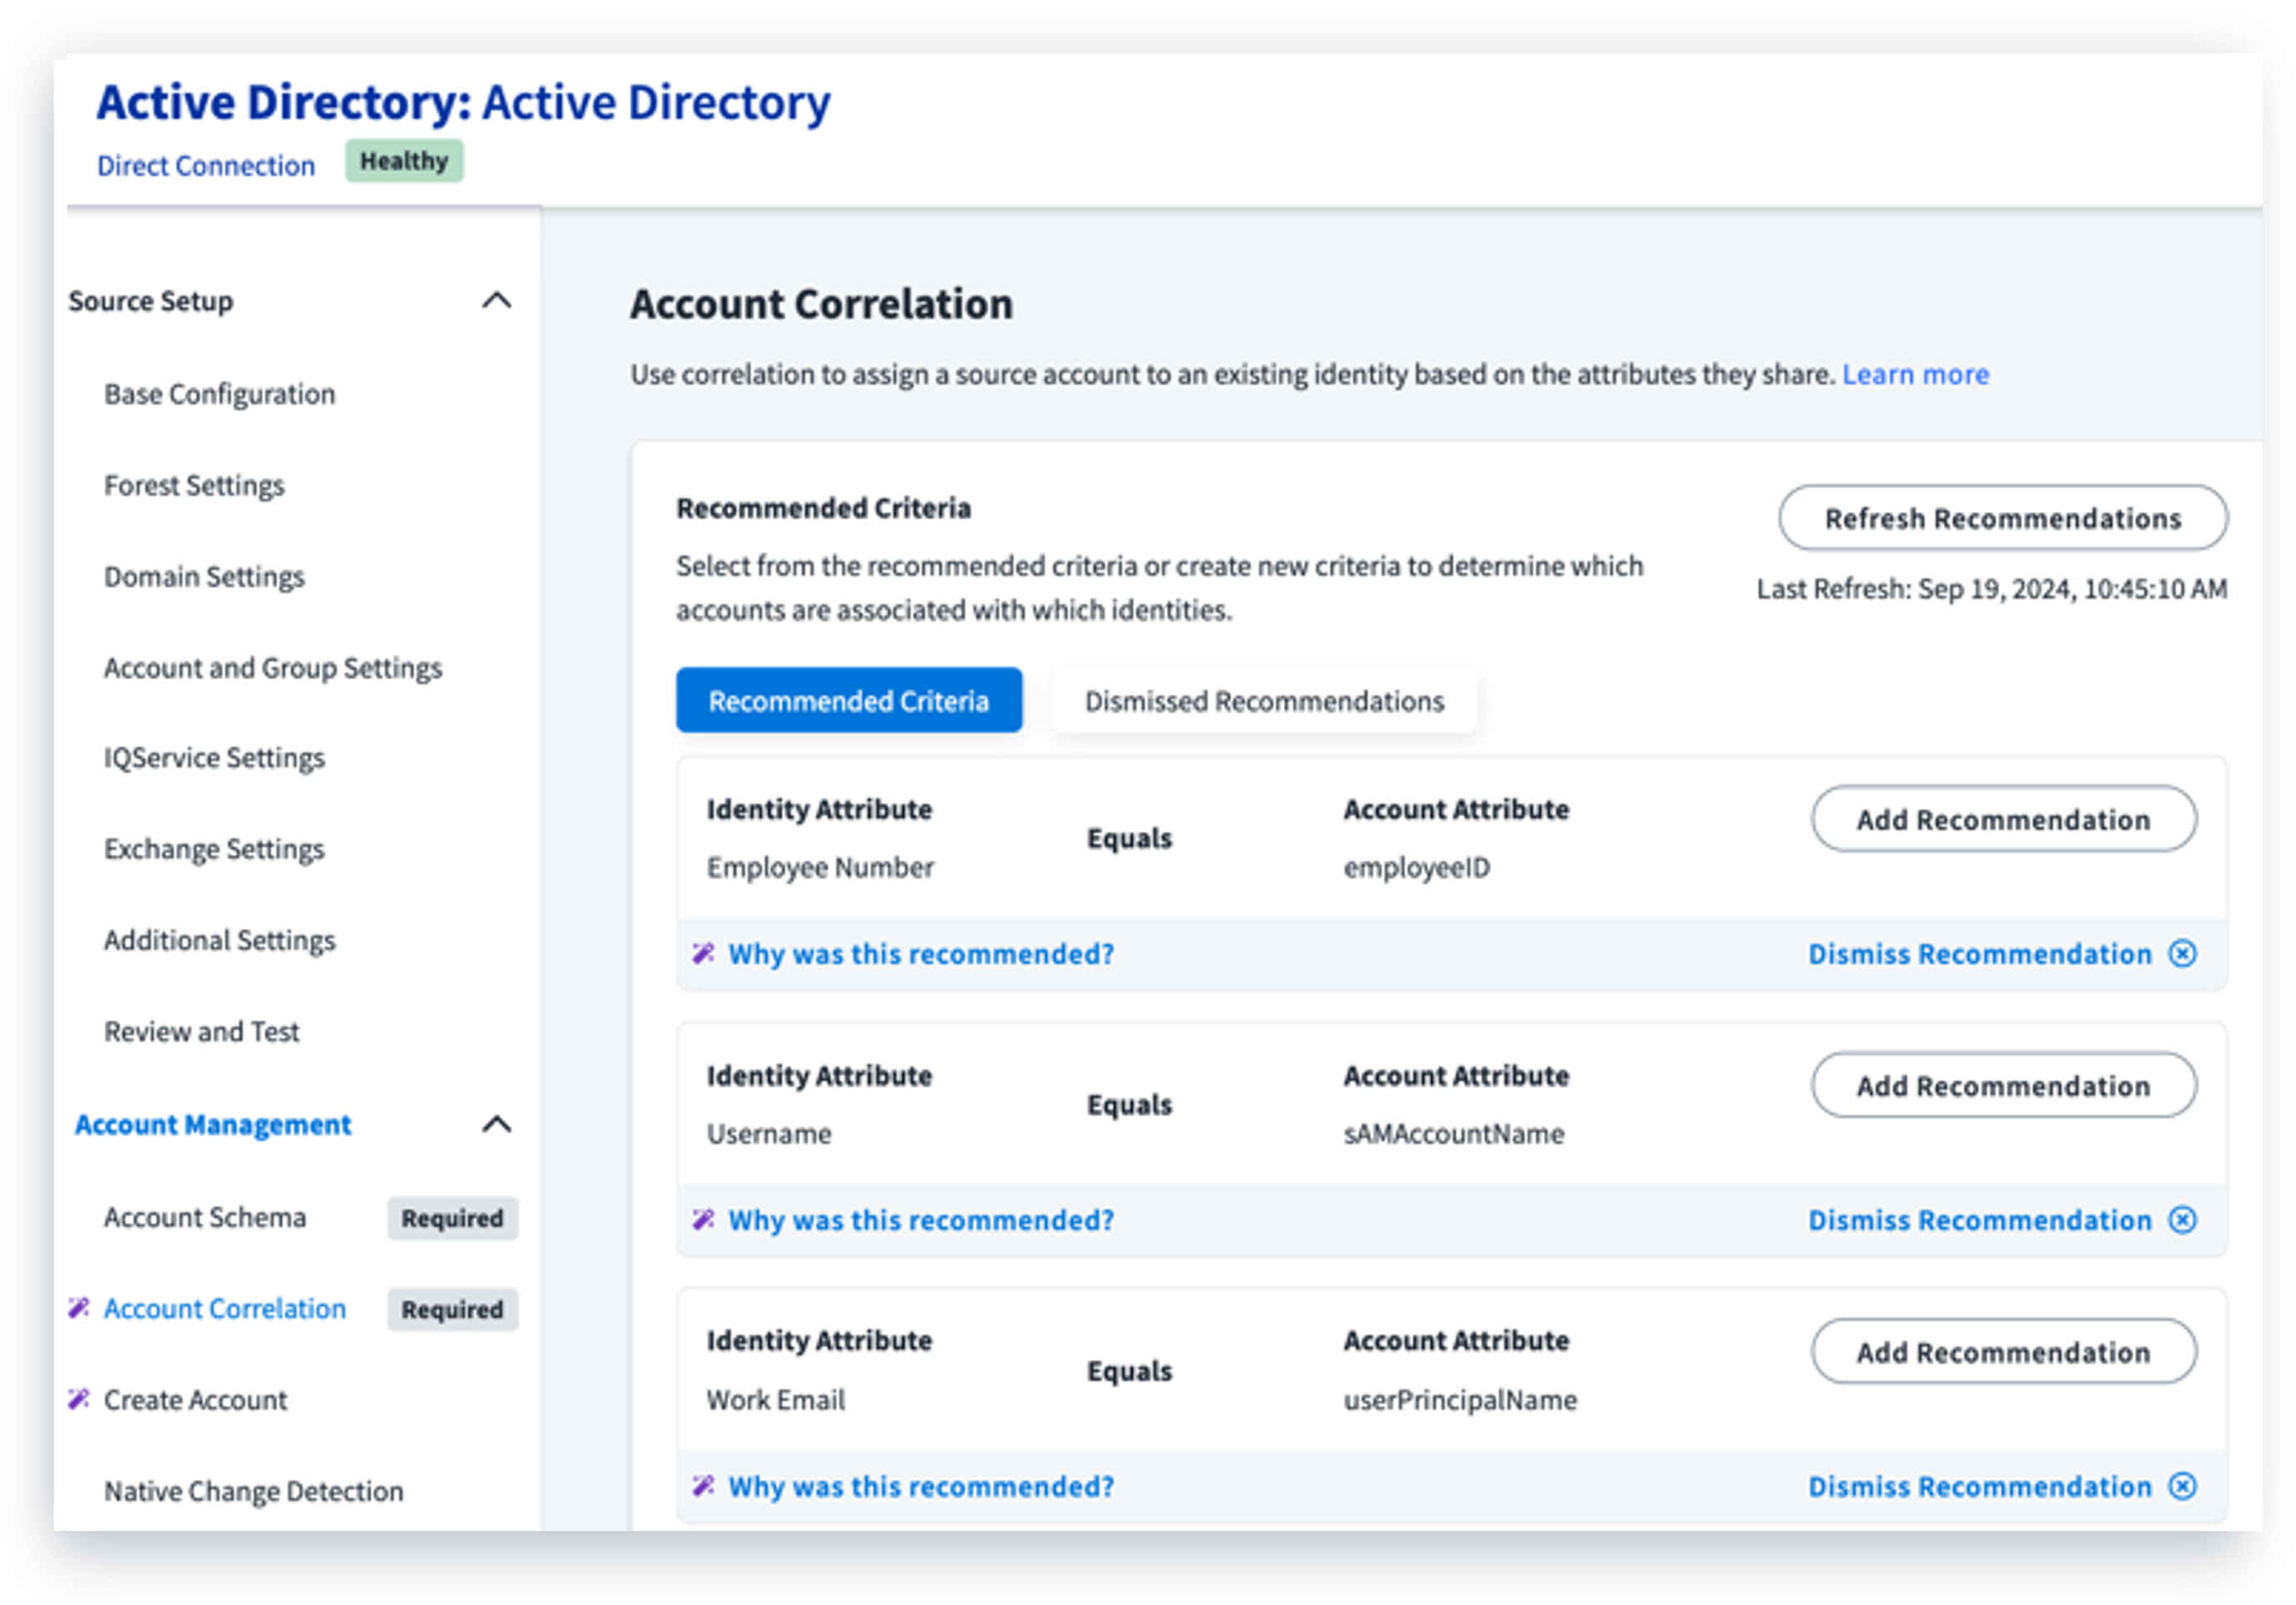 Active Directory: Active Directory
Direct Connection Healthy
Source Setup
Base Configuration
Forest Settings
Domain Settings
Account and Group Settings
IQService Settings
Exchange Settings
Additional Settings
Review and Test
Account Management
Account Schema Required
Account Correlation Required
Create Account
Native Change Detection
Account Correlation
Use correlation to assign a source account to an existing identity based on the attributes they share. Learn more
Recommended Criteria
Refresh Recommendations
Select from the recommended criteria or create new criteria to determine which
accounts are associated with which identities.
Last Refresh: Sep 19, 2024, 10:45:10 AM
Recommended Criteria Dismissed Recommendations
Identity Attribute Equals Account Attribute Add Recommendation
Employee Number employeeID
Why was this recommended? Dismiss Recommendation
Identity Attribute Equals Account Attribute Add Recommendation
Username sAMAccountName
Why was this recommended? Dismiss Recommendation
Identity Attribute Equals Account Attribute Add Recommendation
Work Email userPrincipalName
Why was this recommended? Dismiss Recommendation